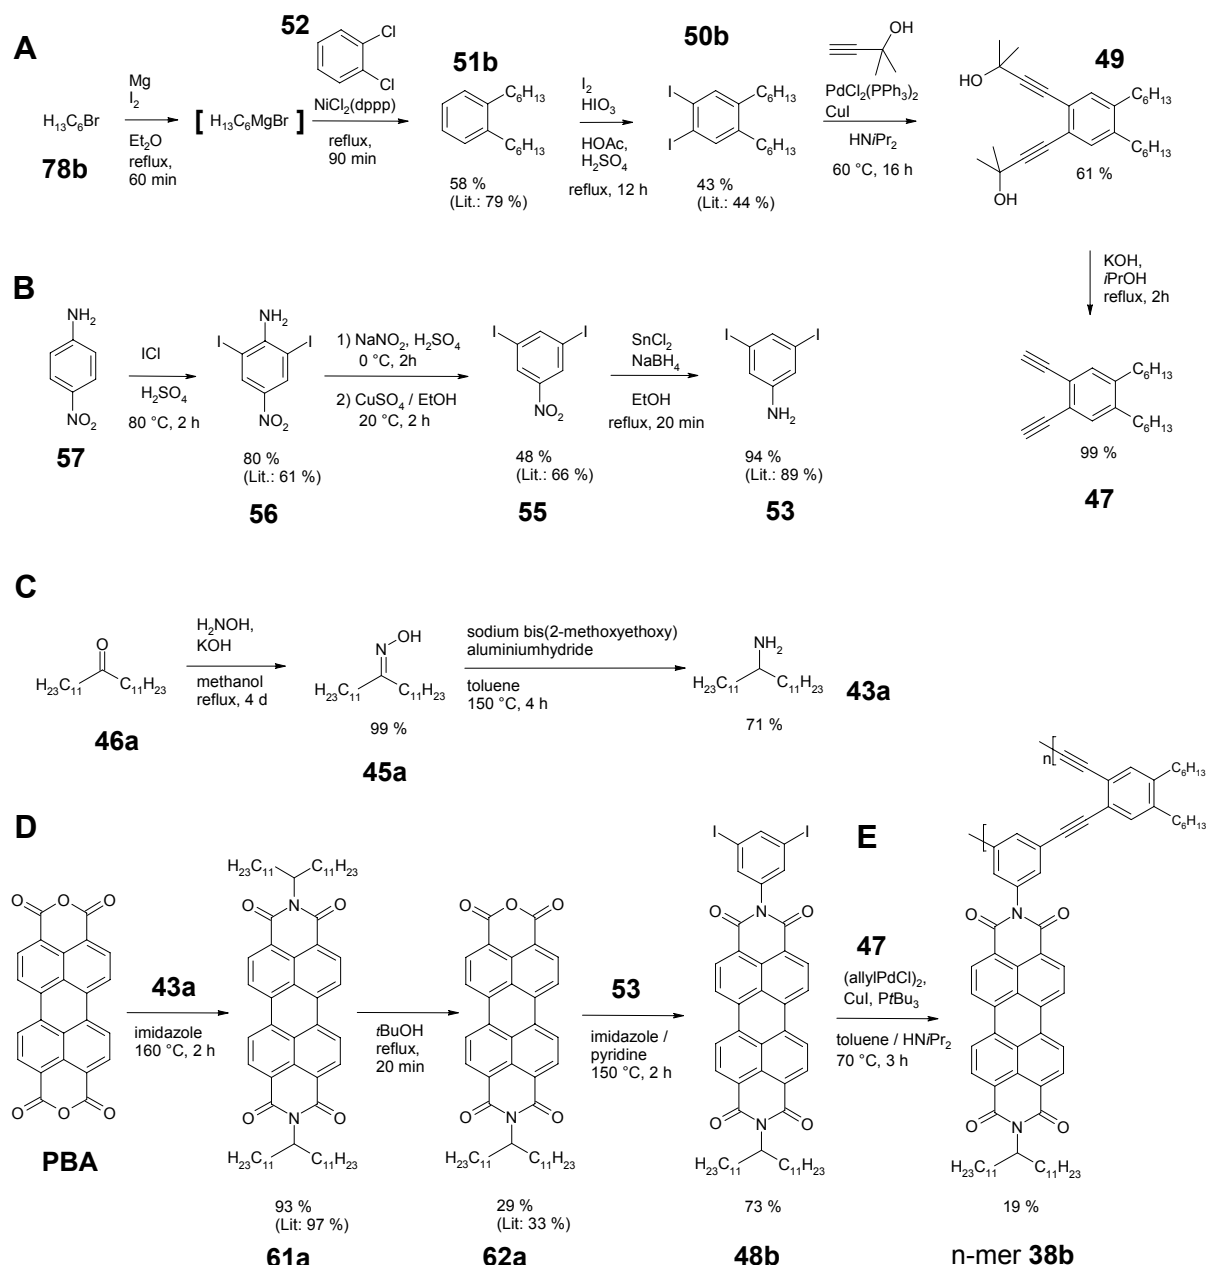 A
H13C6Br
78b
Mg
I2
Et2O
reflux,
60 min
[ H13C6MgBr ]
52
Cl
Cl
NiCl2(dppp)
reflux,
90 min
51b
C6H13
C6H13
58 %
(Lit.: 79 %)
I2
HIO3
HOAc,
H2SO4
reflux, 12 h
50b
I
I
C6H13
C6H13
43 %
(Lit.: 44 %)
OH
PdCl2(PPh3)2
CuI
HNiPr2
60 °C, 16 h
49
HO
OH
C6H13
C6H13
61 %
KOH,
iPrOH
reflux, 2h
C6H13
C6H13
99 %
47
B
NH2
NO2
57
ICl
H2SO4
80 °C, 2 h
NH2
I
I
NO2
80 %
(Lit.: 61 %)
56
1) NaNO2, H2SO4
0 °C, 2h
2) CuSO4 / EtOH
20 °C, 2 h
I
I
NO2
48 %
(Lit.: 66 %)
55
SnCl2
NaBH4
EtOH
reflux, 20 min
I
I
NH2
94 %
(Lit.: 89 %)
53
C
O
H23C11
C11H23
46a
H2NOH,
KOH
methanol
reflux, 4 d
N
OH
H23C11
C11H23
99 %
45a
sodium bis(2-methoxyethoxy)
aluminiumhydride
toluene
150 °C, 4 h
NH2
H23C11
C11H23
71 %
43a
D
O
O
O
O
O
O
PBA
43a
imidazole
160 °C, 2 h
H23C11
C11H23
N
O
O
O
O
N
H23C11
C11H23
93 %
(Lit: 97 %)
61a
tBuOH
reflux,
20 min
O
O
O
O
O
N
H23C11
C11H23
29 %
(Lit: 33 %)
62a
53
imidazole /
pyridine
150 °C, 2 h
I
I
N
O
O
O
O
N
H23C11
C11H23
73 %
48b
E
47
(allylPdCl)2,
CuI, PtBu3
toluene / HNiPr2
70 °C, 3 h
n
C6H13
C6H13
N
O
O
O
O
N
H23C11
C11H23
19 %
n-mer 38b